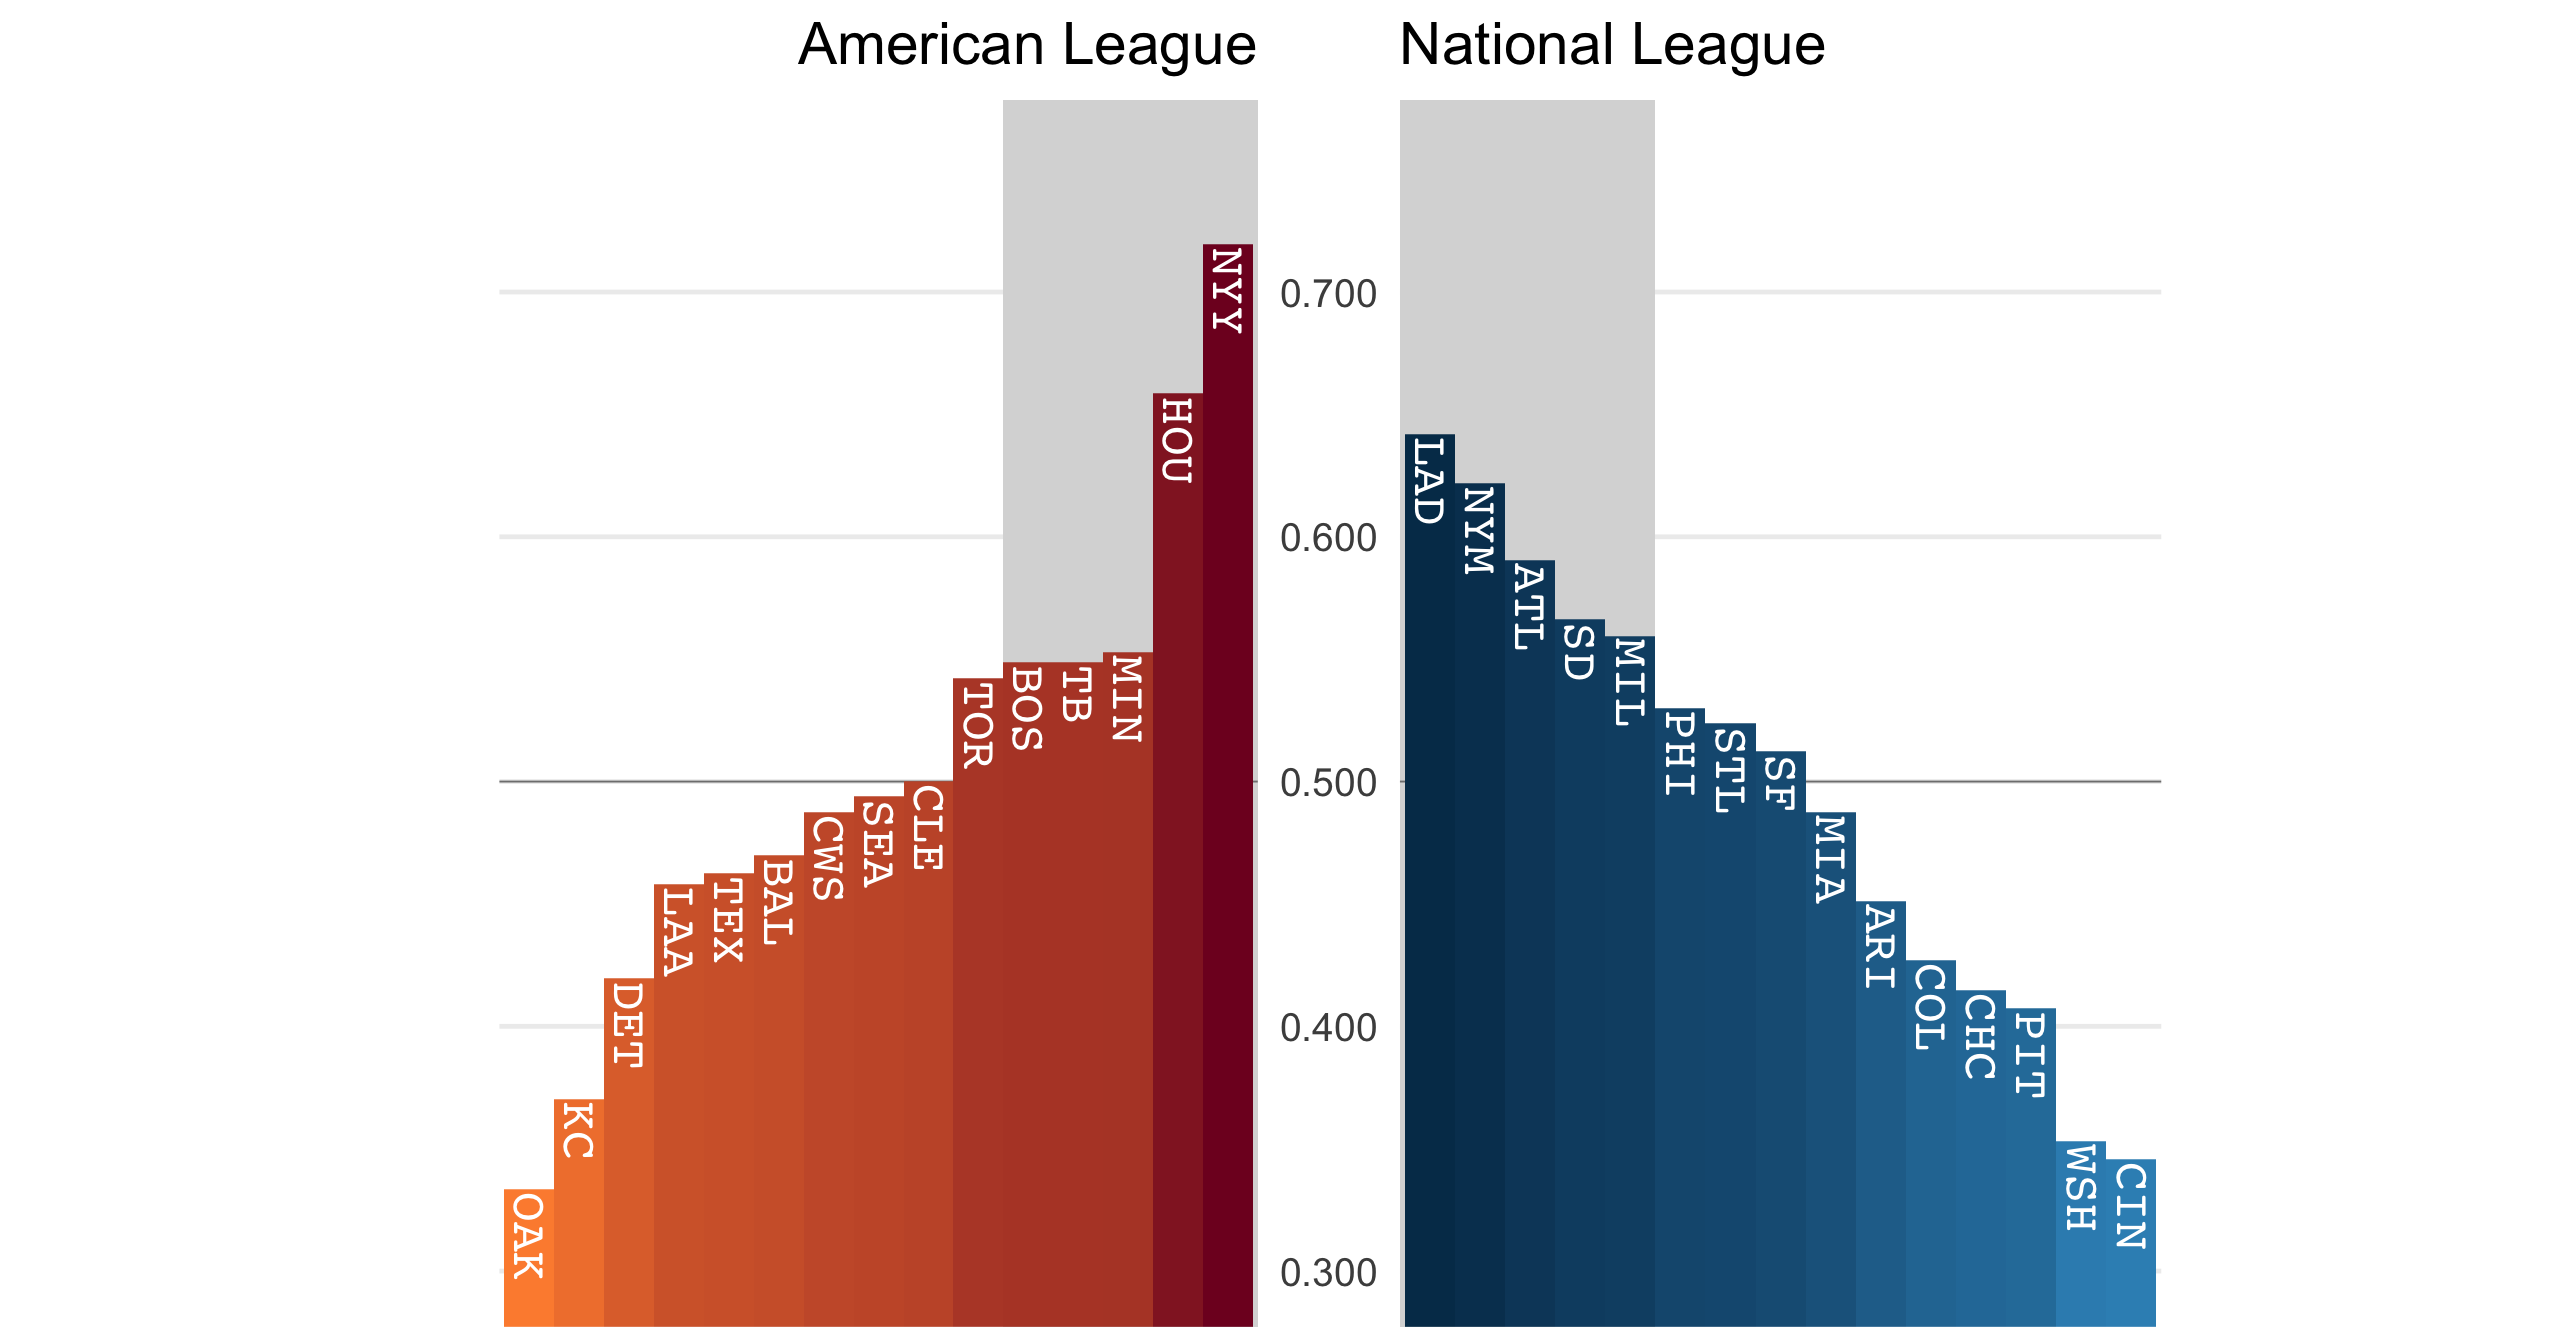 American League
National League
0.700
0.600
0.500
0.400
0.300
OAK
KC
DET
LAA
TEX
BAL
CWS
SEA
CLE
TOR
BOS
TB
MIN
HOU
NYY
LAD
NYM
ATL
SD
MIL
PHI
STL
SF
MIA
ARI
COL
CHC
PIT
WSH
CIN